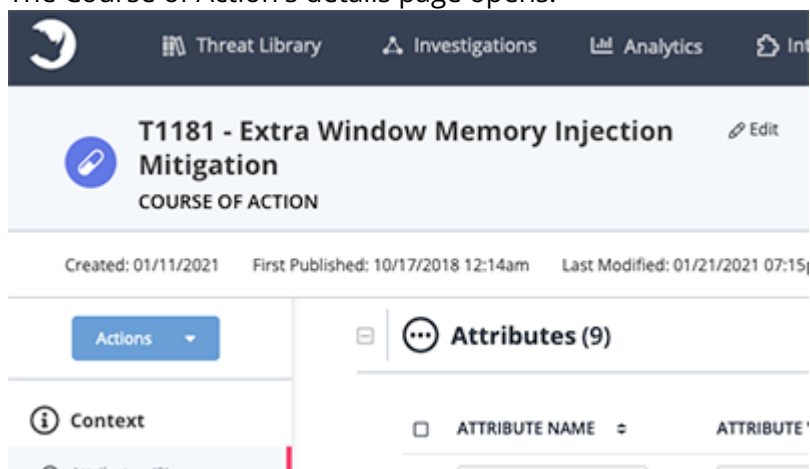 The Course of Action's details page opens.
Threat Library Investigations Analytics Int
T1181 - Extra Window Memory Injection Edit
Mitigation
COURSE OF ACTION
Created: 01/11/2021 First Published: 10/17/2018 12:14am Last Modified: 01/21/2021 07:15p
Actions
Attributes (9)
Context
ATTRIBUTE NAME ATTRIBUTE